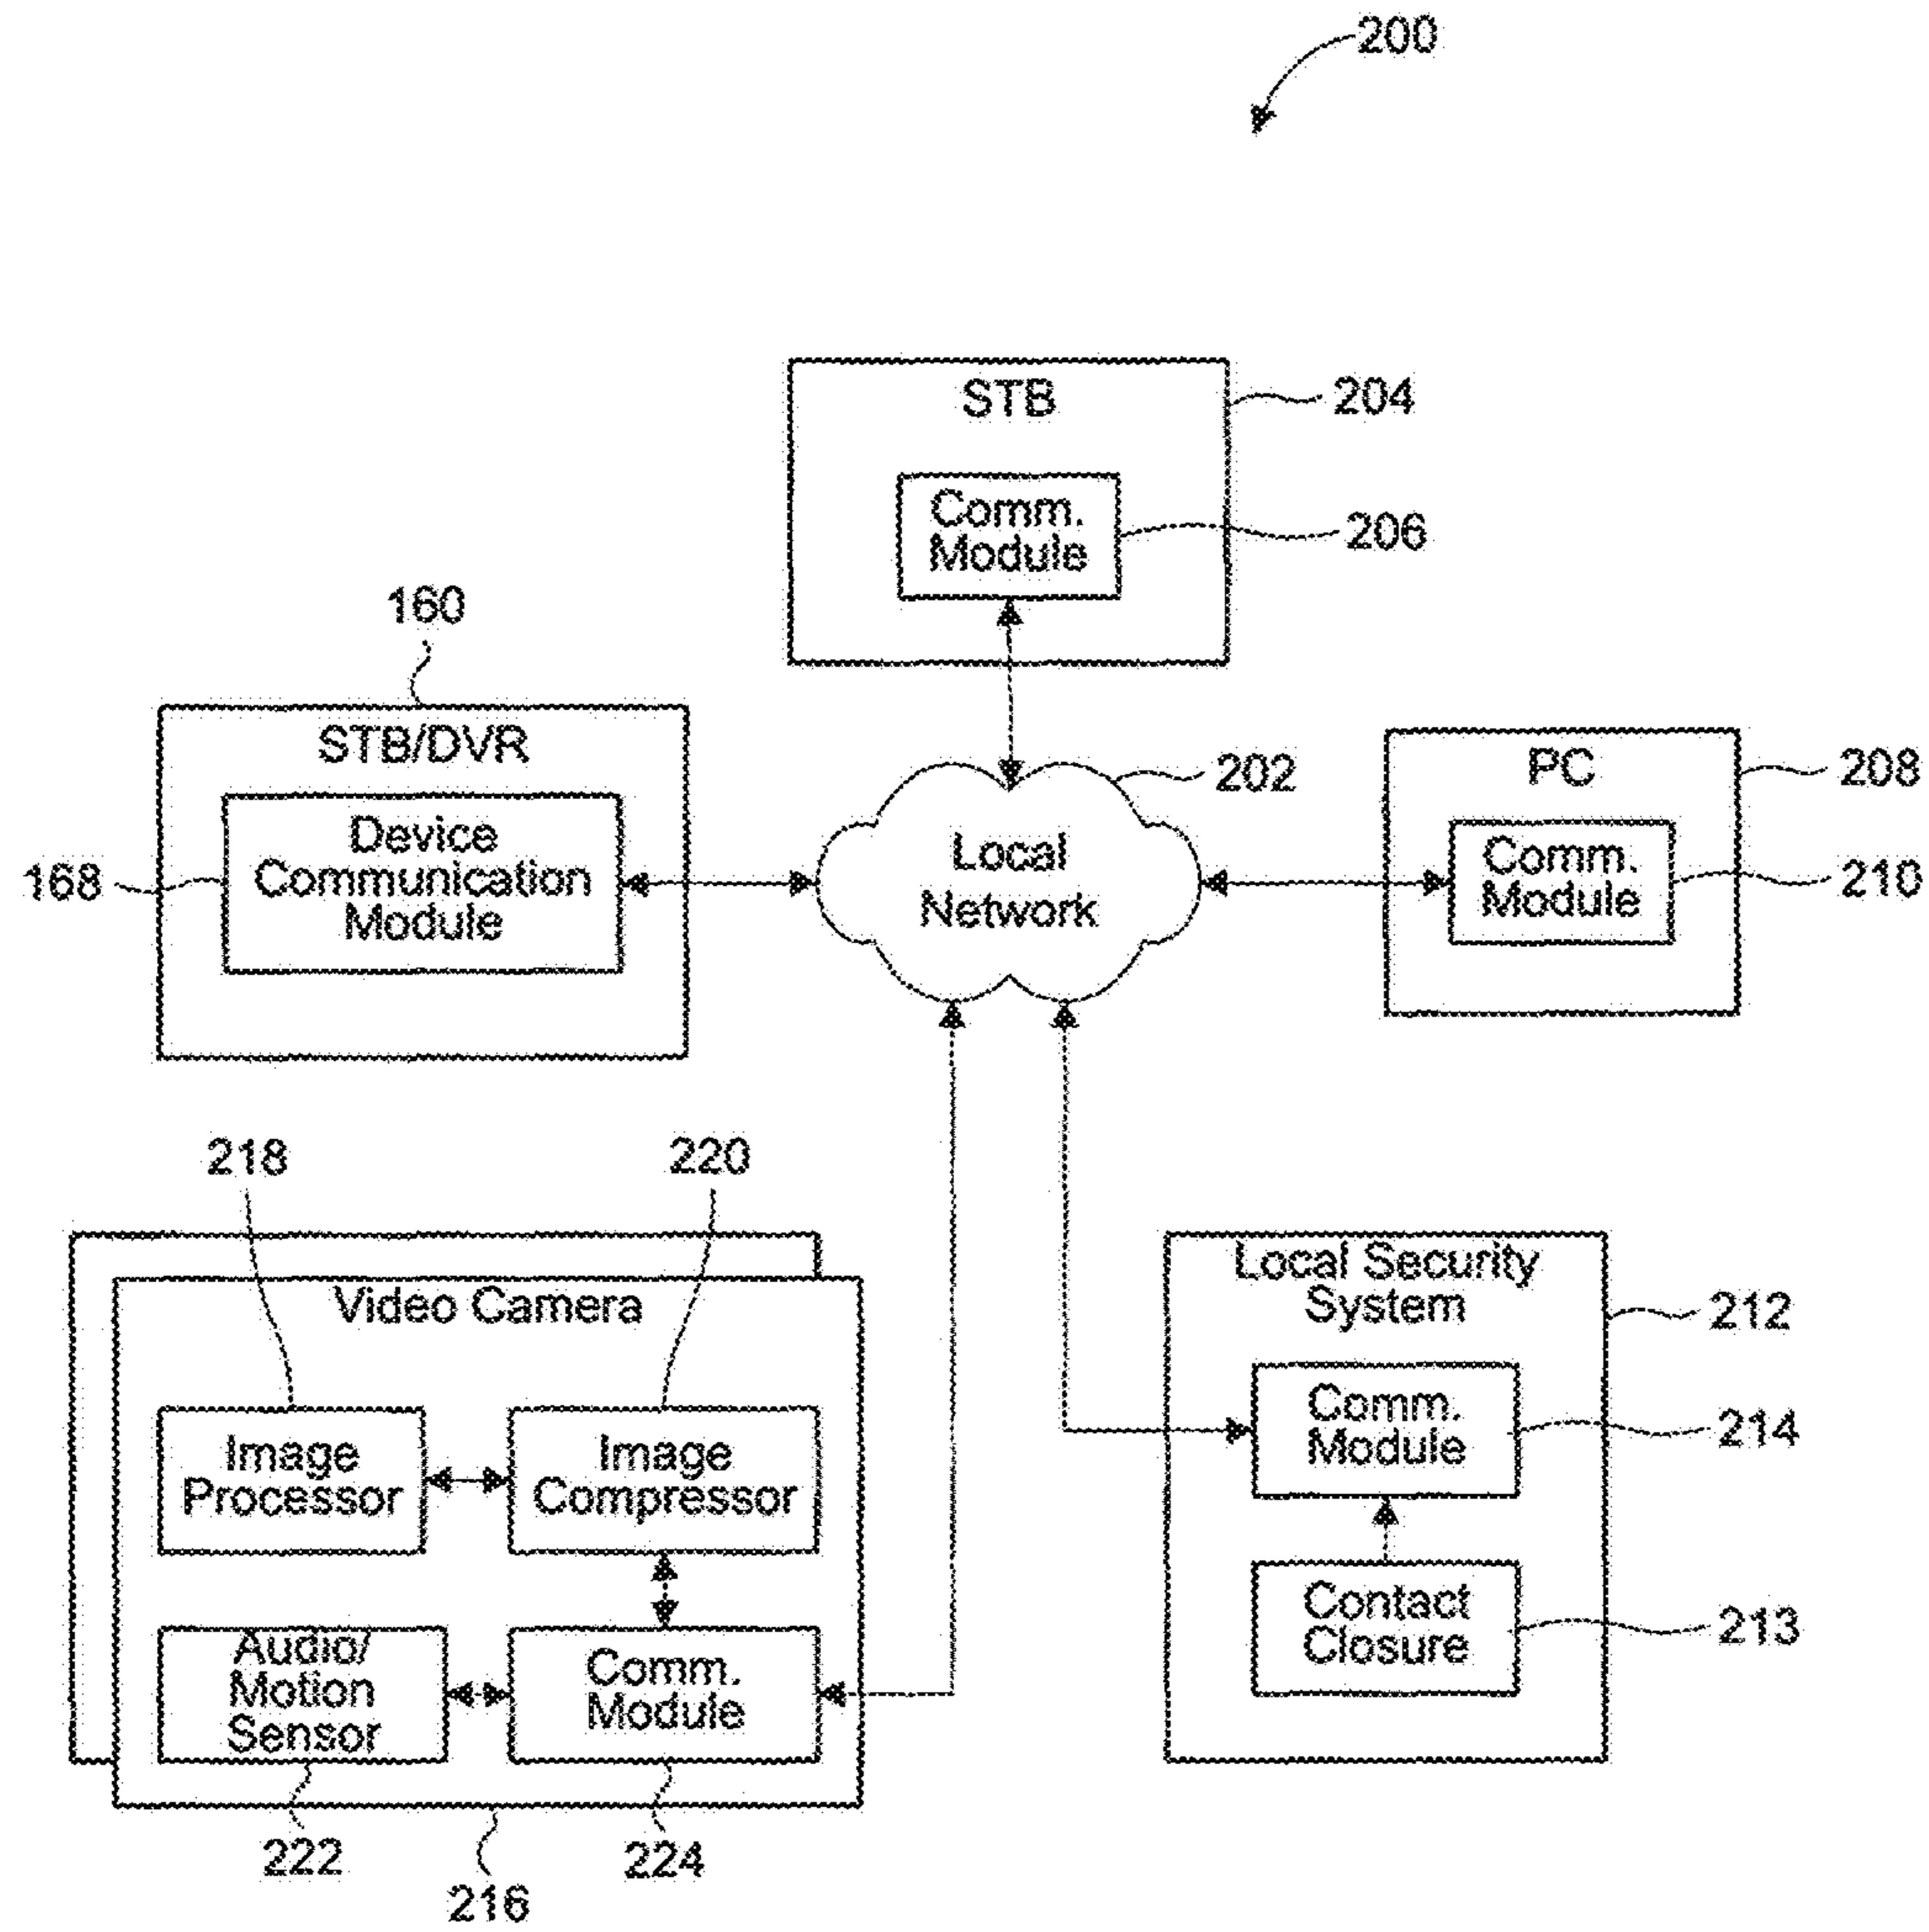 200
STB
204
Comm.
Module
206
160
STB/DVR
Device
Communication
Module
168
202
Local
Network
PC
208
Comm.
Module
210
218
220
Video Camera
Image
Processor
Image
Compressor
Audio/
Motion
Sensor
Comm.
Module
222
224
216
Local Security
System
212
Comm.
Module
214
Contact
Closure
213